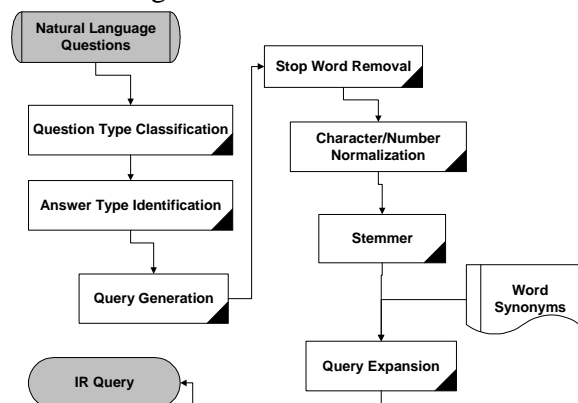 Natural Language
Questions
Question Type Classification
Answer Type Identification
Query Generation
Stop Word Removal
Character/Number
Normalization
Stemmer
Word
Synonyms
Query Expansion
IR Query